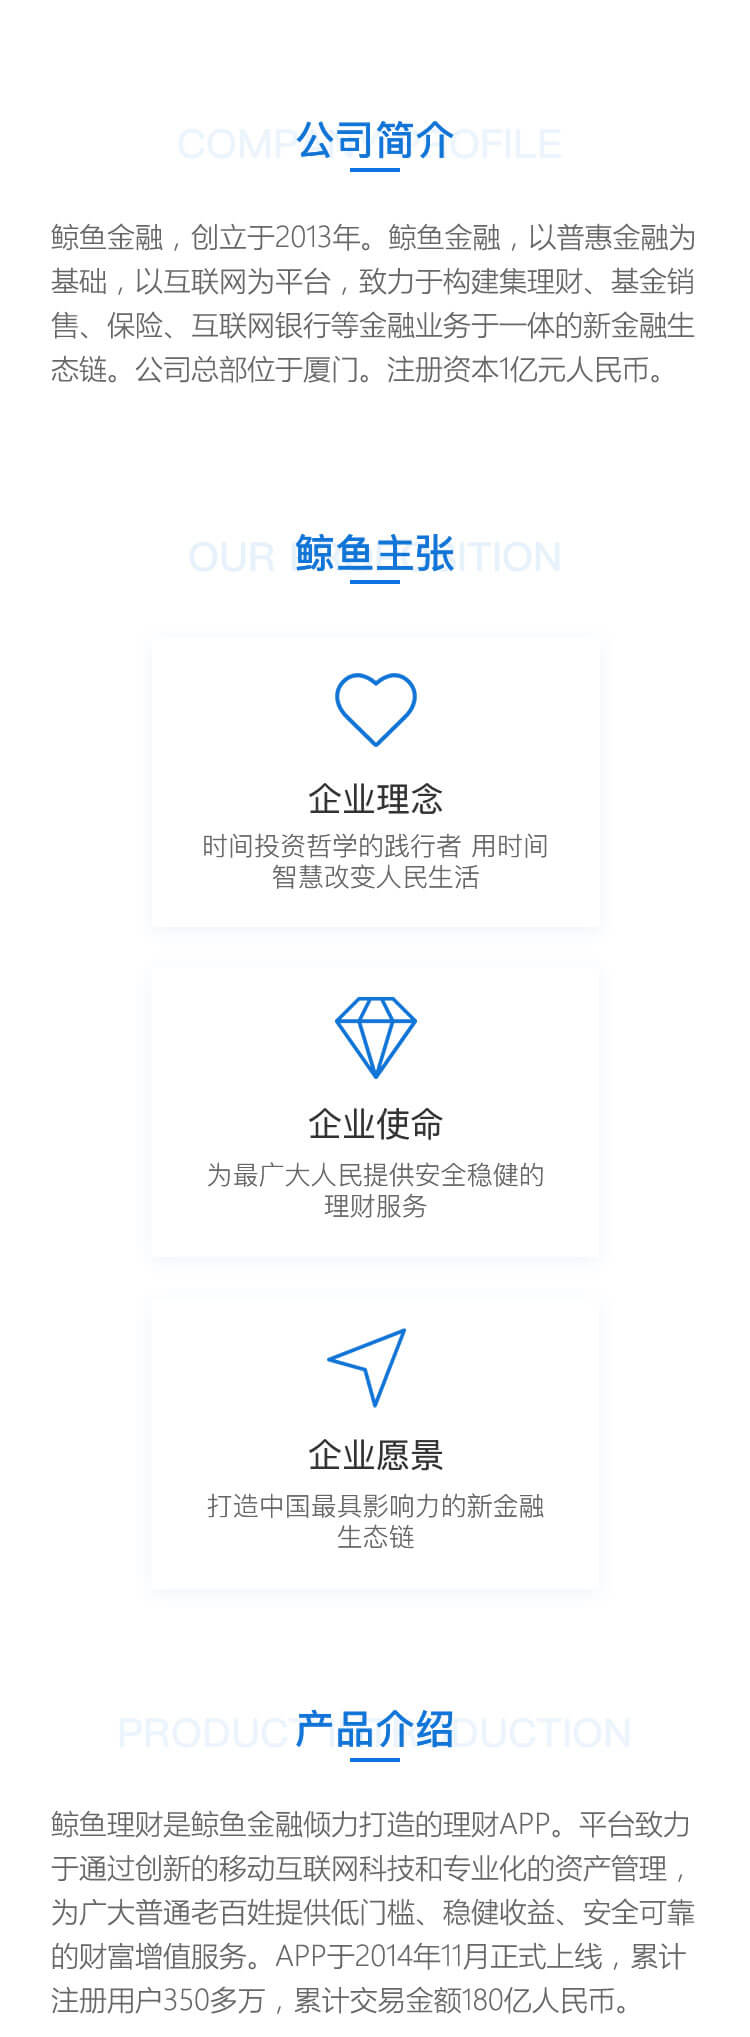 COMP OFILE
公司简介
鲸鱼金融，创立于2013年。鲸鱼金融，以普惠金融为
基础，以互联网为平台，致力于构建集理财、基金销
售、保险、互联网银行等金融业务于一体的新金融生
态链。公司总部位于厦门。注册资本1亿元人民币。
OUR ITION
鲸鱼主张
企业理念
时间投资哲学的践行者 用时间
智慧改变人民生活
企业使命
为最广大人民提供安全稳健的
理财服务
企业愿景
打造中国最具影响力的新金融
生态链
PRODUCT DUCTION
产品介绍
鲸鱼理财是鲸鱼金融倾力打造的理财APP。平台致力
于通过创新的移动互联网科技和专业化的资产管理，
为广大普通老百姓提供低门槛、稳健收益、安全可靠
的财富增值服务。APP于2014年11月正式上线，累计
注册用户350多万，累计交易金额180亿人民币。